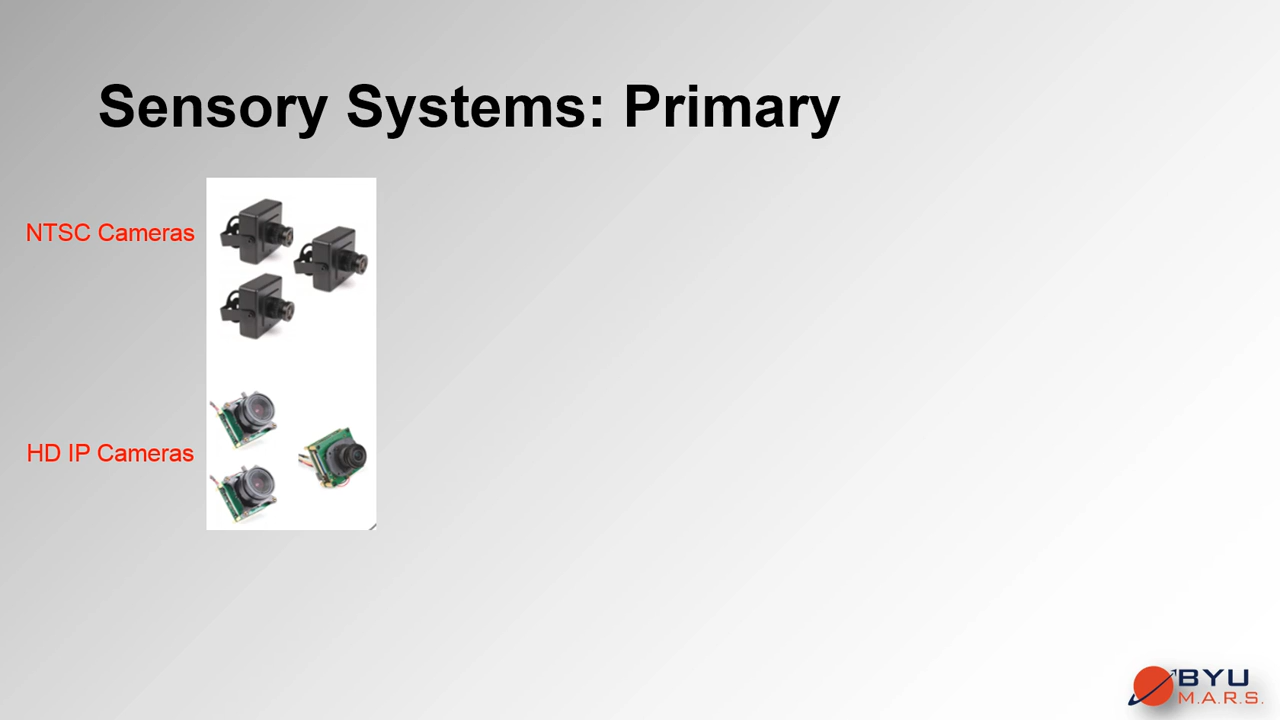 Sensory Systems: Primary
NTSC Cameras
HD IP Cameras
BYU
M.A.R.S.